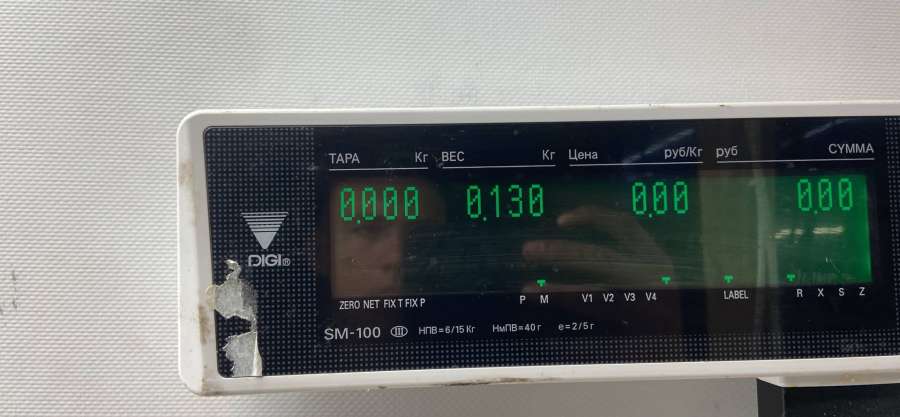 ТАРА Кг ВЕС Кг Цена руб/Кг руб СУММА
0.000 0.130 0.00 0.00
DIGI®
ZERO NET FIX T FIX P P M V1 V2 V3 V4 LABEL R X S Z
SM-100 III НПВ=6/15 Кг НмПВ=40 г е=2/5 г